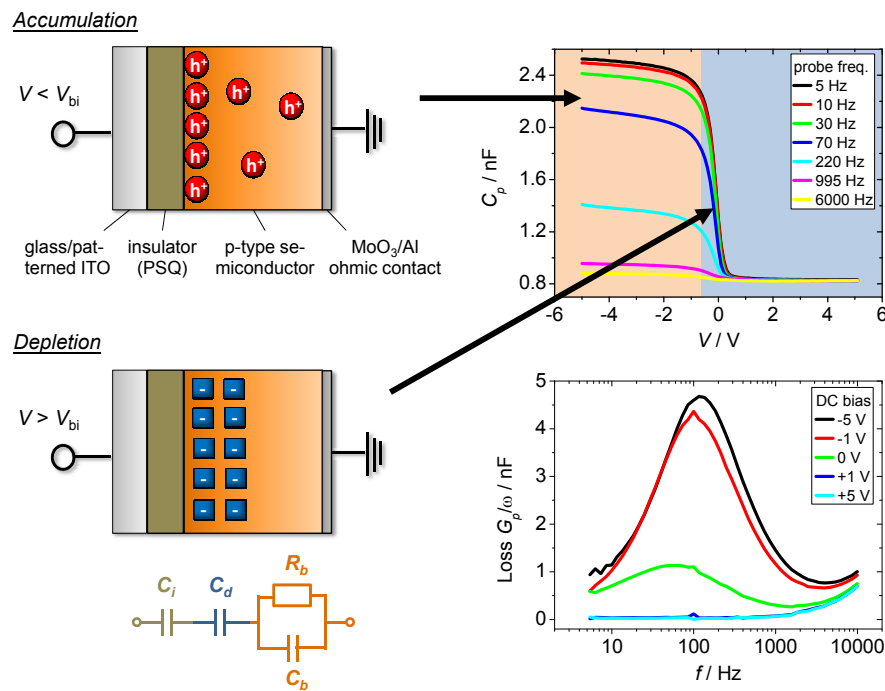 Accumulation
V < Vbi
h+
h+
h+
h+
h+
h+
h+
h+
glass/pat-
terned ITO
insulator
(PSQ)
p-type se-
miconductor
MoO3/Al
ohmic contact
Depletion
V > Vbi
- -
- -
- -
- -
- -
Ci
Cd
Rb
Cb
Cp / nF
2.4
2.0
1.6
1.2
0.8
-6 -4 -2 0 2 4 6
V / V
probe freq.
5 Hz
10 Hz
30 Hz
70 Hz
220 Hz
995 Hz
6000 Hz
Loss Gp/ω / nF
5
4
3
2
1
0
10 100 1000 10000
f / Hz
DC bias
-5 V
-1 V
0 V
+1 V
+5 V